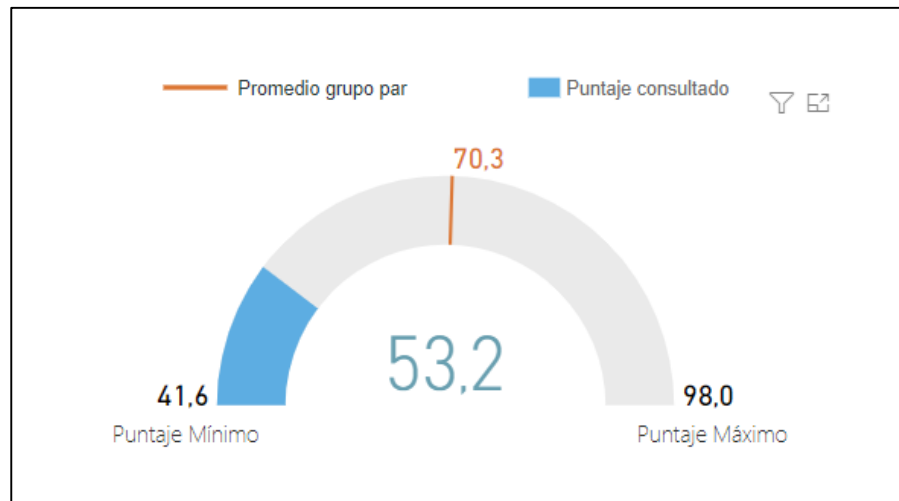 Promedio grupo par
Puntaje consultado
70,3
53,2
41,6
Puntaje Mínimo
98,0
Puntaje Máximo